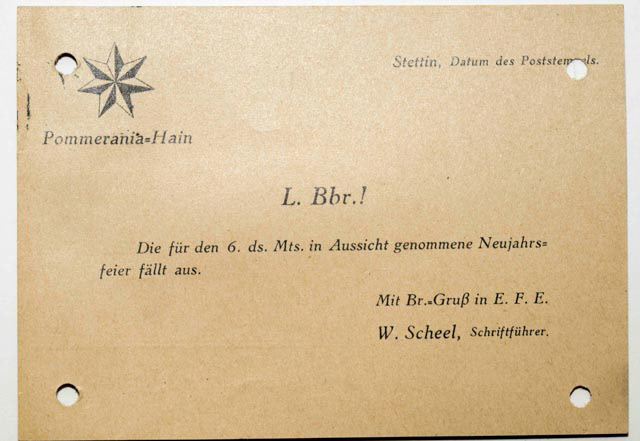 Stettin, Datum des Poststempels.
Pommerania=Hain
L. Bbr.!
Die für den 6. ds. Mts. in Aussicht genommene Neujahrs=
feier fällt aus.
Mit Br.=Gruß in E. F. E.
W. Scheel, Schriftführer.